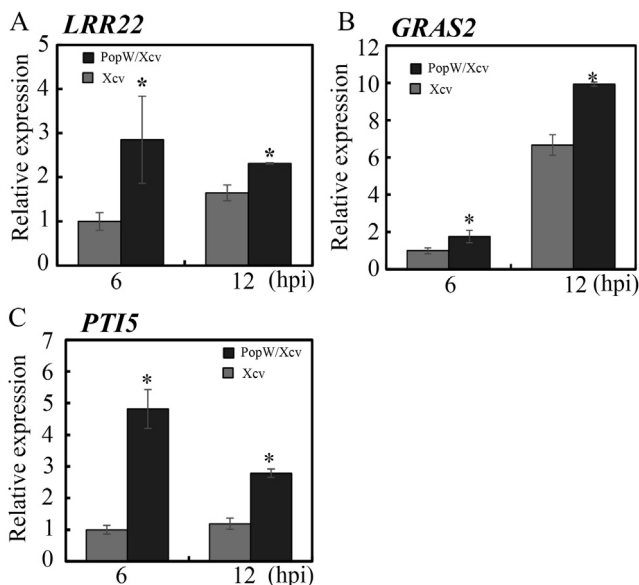 A LRR22
Relative expression
5
4
3
2
1
0
PopW/Xcv
Xcv
*
*
6 12 (hpi)
B GRAS2
Relative expression
12
10
8
6
4
2
0
PopW/Xcv
Xcv
*
*
6 12 (hpi)
C PTI5
Relative expression
7
6
5
4
3
2
1
0
PopW/Xcv
Xcv
*
*
6 12 (hpi)